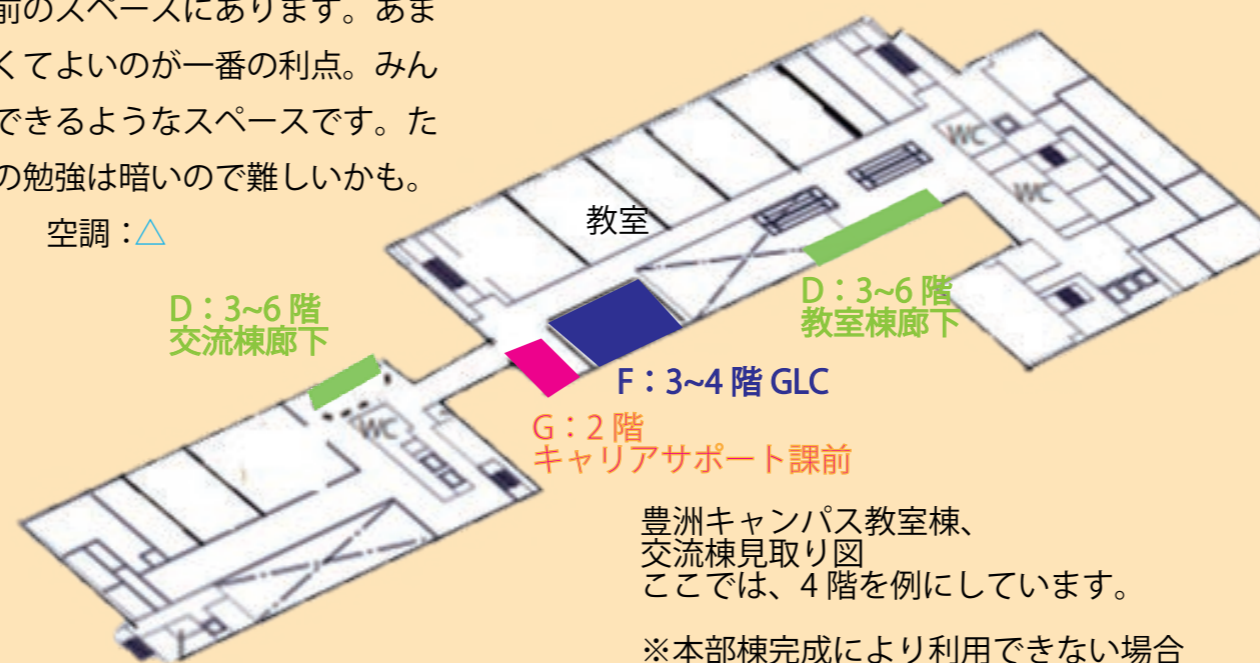 前のスペースにあります。あま
くてよいのが一番の利点。みん
できるようなスペースです。た
の勉強は暗いので難しいかも。
空調：△
教室
WC
WC
D：3~6 階
交流棟廊下
D：3~6 階
教室棟廊下
F：3~4 階 GLC
WC
G：2 階
キャリアサポート課前
豊洲キャンパス教室棟、
交流棟見取り図
ここでは、4 階を例にしています。
※本部棟完成により利用できない場合